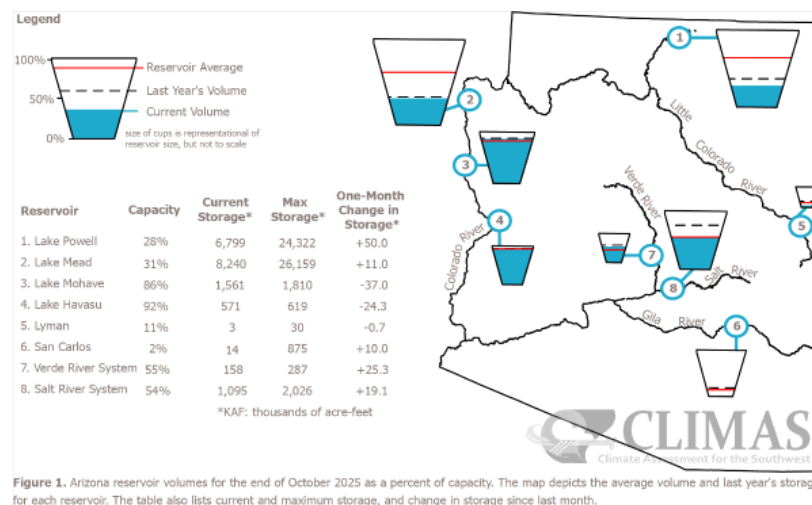 Legend
100%
Reservoir Average
50%
Last Year's Volume
Current Volume
0%
size of cups is representational of
reservoir size, but not to scale
Reservoir Capacity Current Storage* Max Storage* One-Month Change in Storage*
1. Lake Powell 28% 6,799 24,322 +50.0
2. Lake Mead 31% 8,240 26,159 +11.0
3. Lake Mohave 86% 1,561 1,810 -37.0
4. Lake Havasu 92% 571 619 -24.3
5. Lyman 11% 3 30 -0.7
6. San Carlos 2% 14 875 +10.0
7. Verde River System 55% 158 287 +25.3
8. Salt River System 54% 1,095 2,026 +19.1
*KAF: thousands of acre-feet
1
2
3
4
5
6
7
8
Little Colorado River
Verde River
Colorado River
Salt River
Gila River
CLIMAS
Climate Assessment for the Southwest
Figure 1. Arizona reservoir volumes for the end of October 2025 as a percent of capacity. The map depicts the average volume and last year's storag
for each reservoir. The table also lists current and maximum storage, and change in storage since last month.